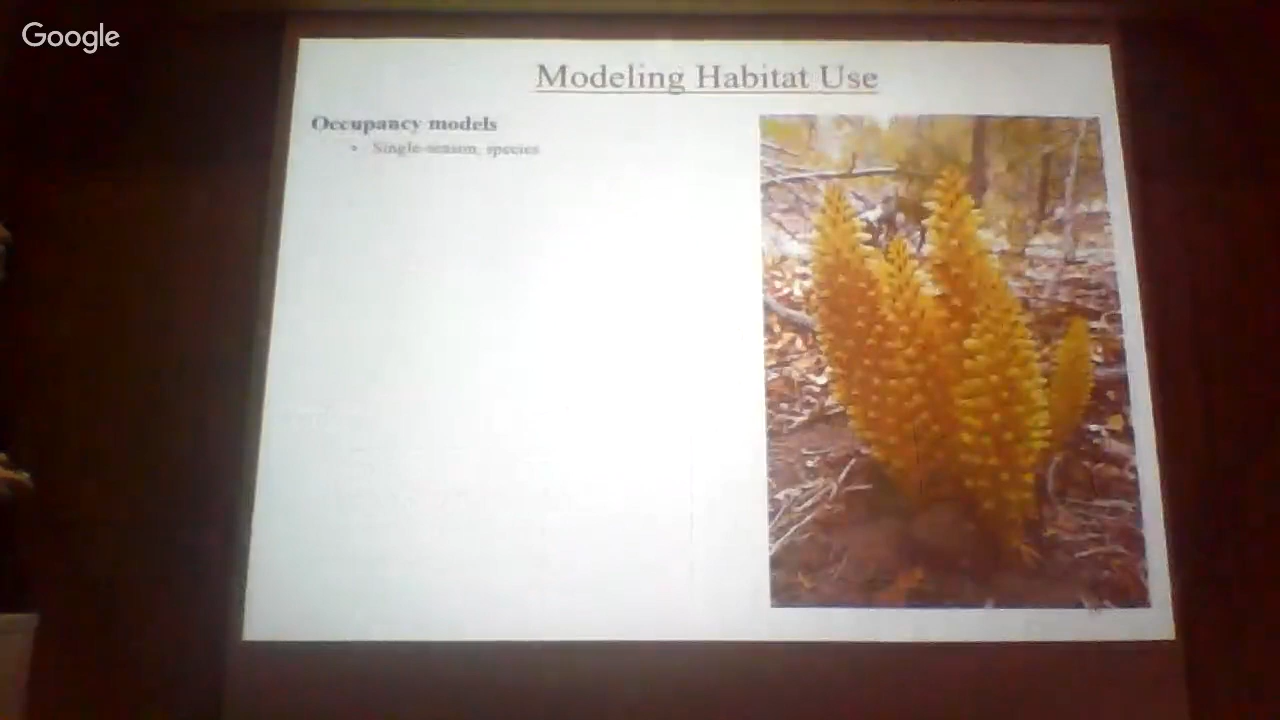 Google
Modeling Habitat Use
Occupancy models
• Single-season, species